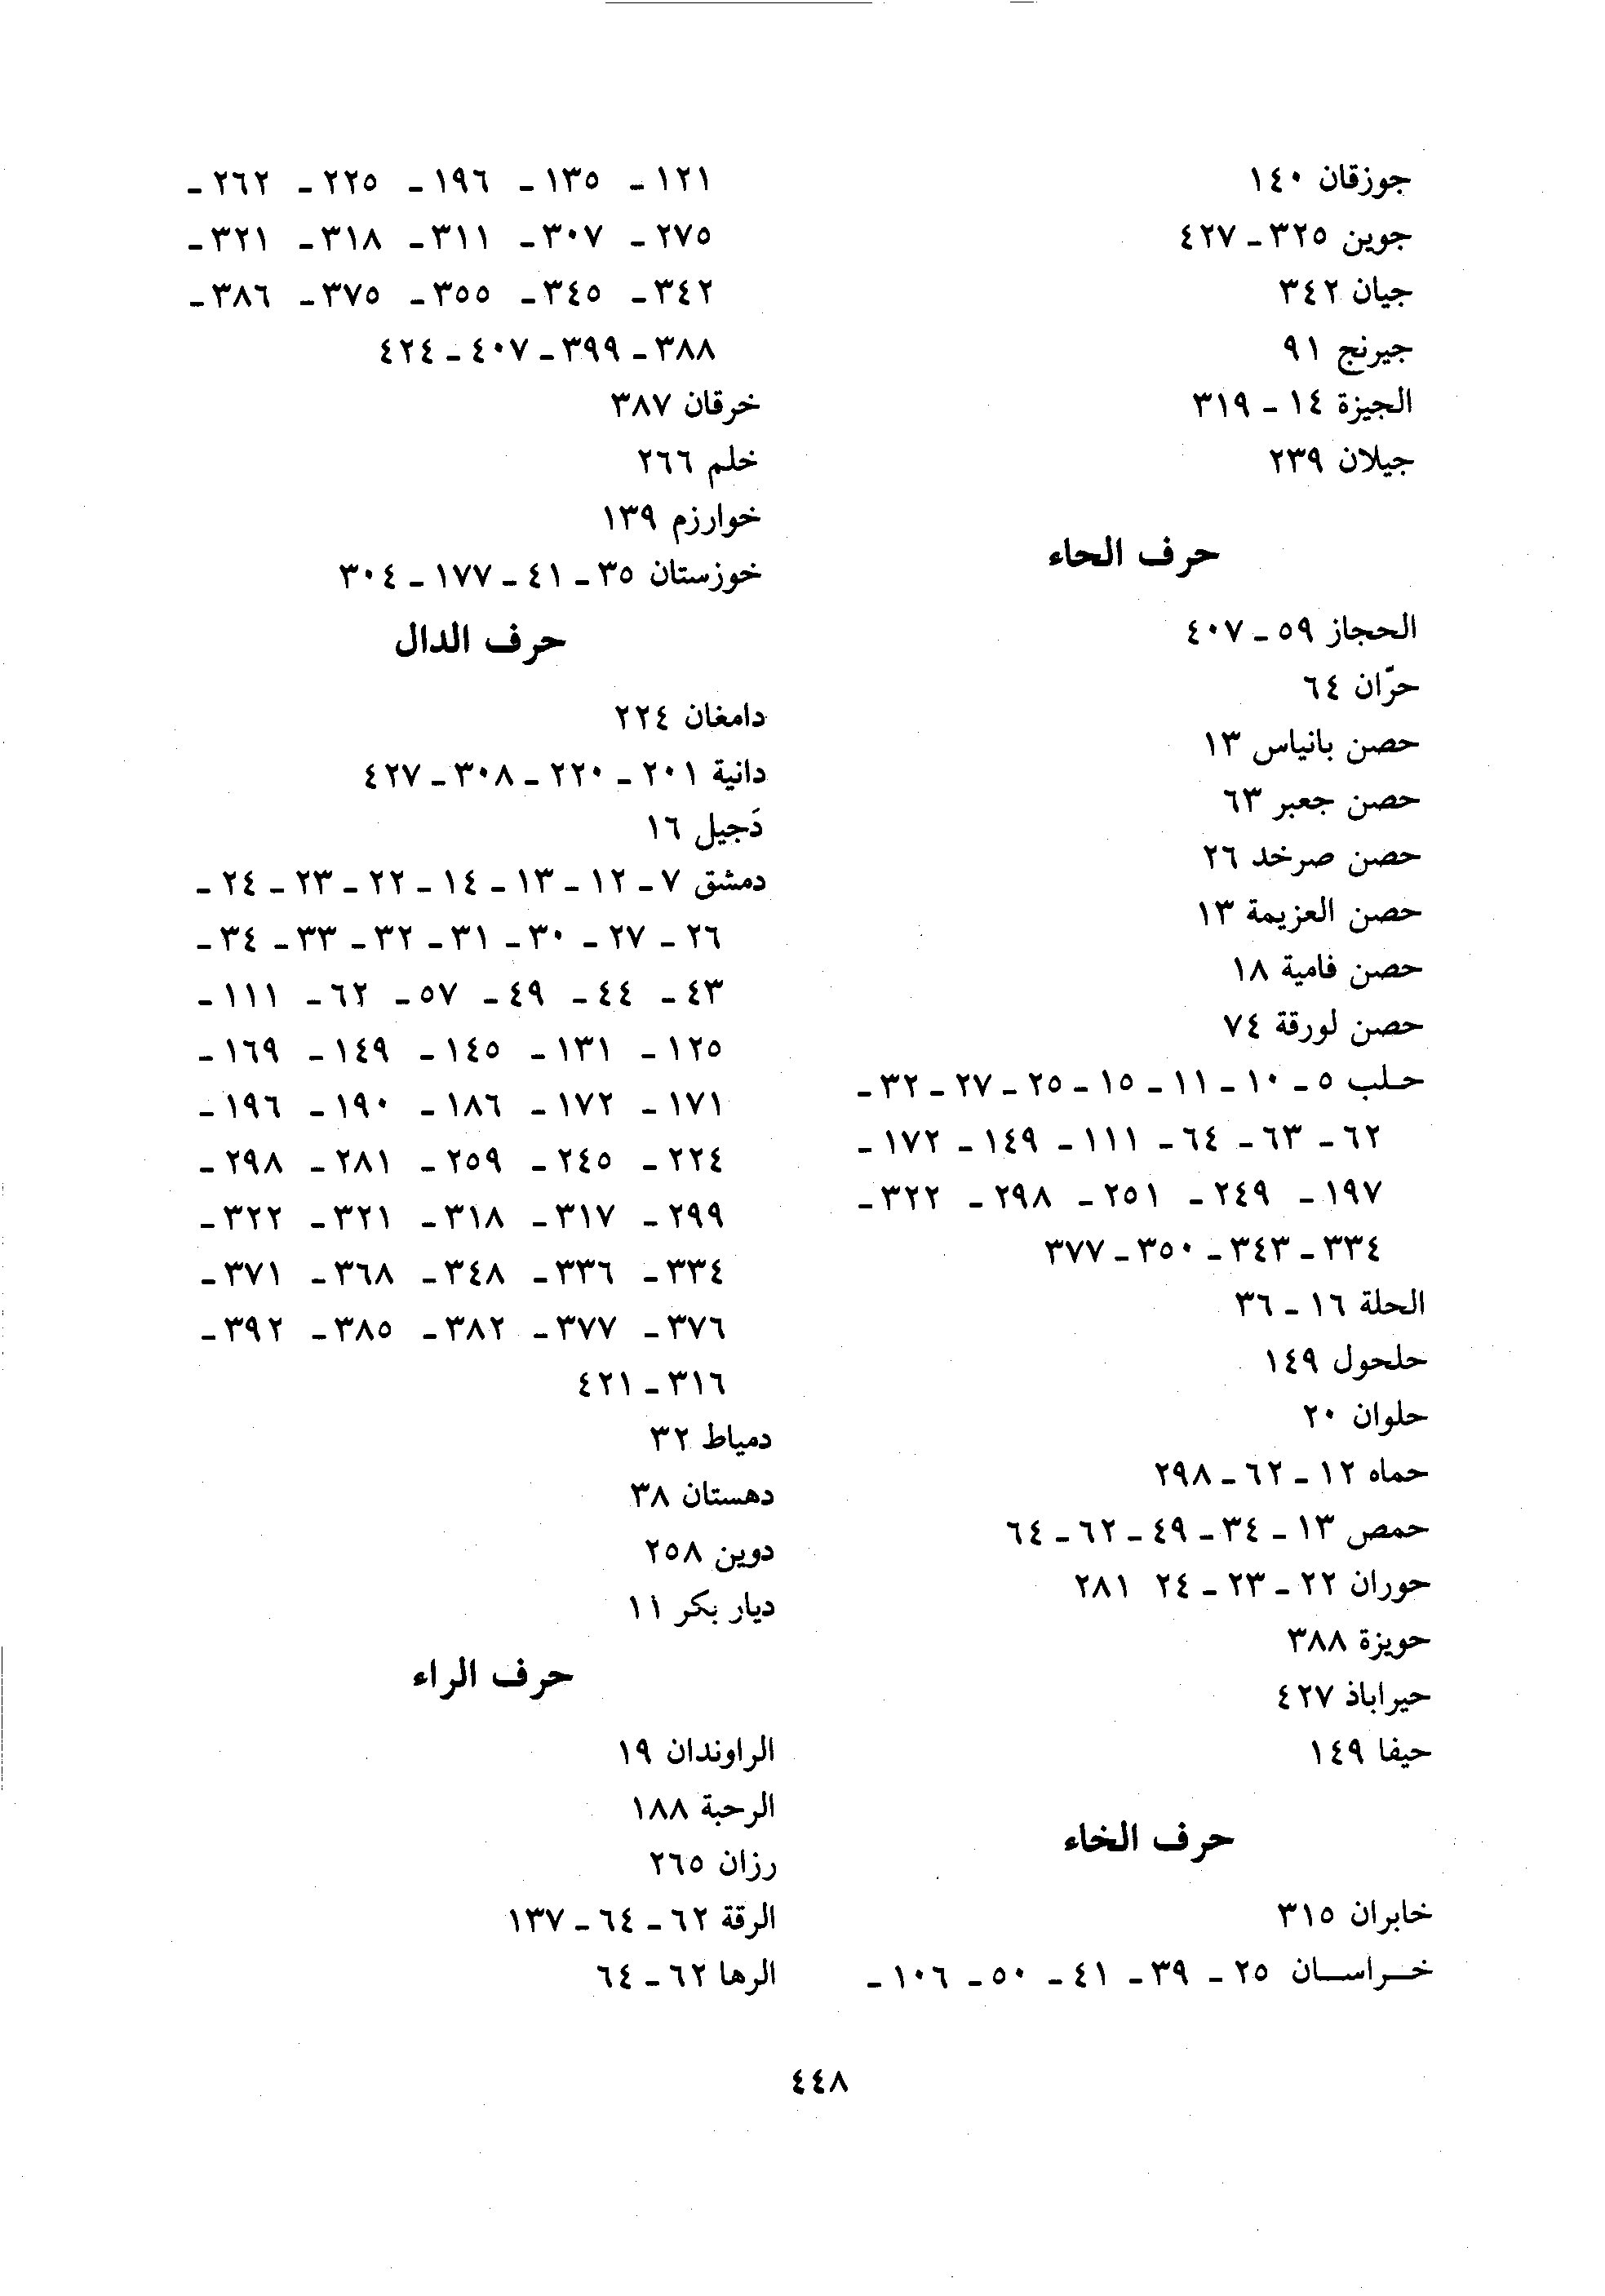 جوزقان ١٤٠
جوين ٣٢٥ ـ ٤٢٧
جيان ٣٤٢
جيرنج ٩١
الجيزة ١٤ ـ ٣١٩
جيلان ٢٣٩
حرف الحاء
الحجاز ٥٩ ـ ٤٠٧
حرّان ٦٤
حصن بانياس ١٣
حصن جعبر ٦٣
حصن صرخد ٢٦
حصن العزيمة ١٣
حصن فامية ١٨
حصن لورقة ٧٤
حلب ٥ ـ ١٠ ـ ١١ ـ ١٥ ـ ٢٥ ـ ٢٧ ـ ٣٢ ـ
٦٢ ـ ٦٣ ـ ٦٤ ـ ١١١ ـ ١٤٩ ـ ١٧٢ ـ
١٩٧ ـ ٢٤٩ ـ ٢٥١ ـ ٢٩٨ ـ ٣٢٢ ـ
٣٣٤ ـ ٣٤٣ ـ ٣٥٠ ـ ٣٧٧
الحلة ١٦ ـ ٣٦
حلحول ١٤٩
حلوان ٢٠
حماه ١٢ ـ ٦٢ ـ ٢٩٨
حمص ١٣ ـ ٣٤ ـ ٤٩ ـ ٦٢ ـ ٦٤
حوران ٢٢ ـ ٢٣ ـ ٢٤ ٢٨١
حويزة ٣٨٨
حيراباذ ٤٢٧
حيفا ١٤٩
حرف الخاء
خابران ٣١٥
خراسان ٢٥ ـ ٣٩ ـ ٤١ ـ ٥٠ ـ ١٠٦ ـ
١٢١ ـ ١٣٥ ـ ١٩٦ ـ ٢٢٥ ـ ٢٦٢ ـ
٢٧٥ ـ ٣٠٧ ـ ٣١١ ـ ٣١٨ ـ ٣٢١ ـ
٣٤٢ ـ ٣٤٥ ـ ٣٥٥ ـ ٣٧٥ ـ ٣٨٦ ـ
٣٨٨ ـ ٣٩٩ ـ ٤٠٧ ـ ٤٢٤
خرقان ٣٨٧
خلم ٢٦٦
خوارزم ١٣٩
خوزستان ٣٥ ـ ٤١ ـ ١٧٧ ـ ٣٠٤
حرف الدال
دامغان ٢٢٤
دانية ٢٠١ ـ ٢٢٠ ـ ٣٠٨ ـ ٤٢٧
دَجيل ١٦
دمشق ٧ ـ ١٢ ـ ١٣ ـ ١٤ ـ ٢٢ ـ ٢٣ ـ ٢٤ ـ
٢٦ ـ ٢٧ ـ ٣٠ ـ ٣١ ـ ٣٢ ـ ٣٣ ـ ٣٤ ـ
٤٣ ـ ٤٤ ـ ٤٩ ـ ٥٧ ـ ٦٢ ـ ١١١ ـ
١٢٥ ـ ١٣١ ـ ١٤٥ ـ ١٤٩ ـ ١٦٩ ـ
١٧١ ـ ١٧٢ ـ ١٨٦ ـ ١٩٠ ـ ١٩٦ ـ
٢٢٤ ـ ٢٤٥ ـ ٢٥٩ ـ ٢٨١ ـ ٢٩٨ ـ
٢٩٩ ـ ٣١٧ ـ ٣١٨ ـ ٣٢١ ـ ٣٢٢ ـ
٣٣٤ ـ ٣٣٦ ـ ٣٤٨ ـ ٣٦٨ ـ ٣٧١ ـ
٣٧٦ ـ ٣٧٧ ـ ٣٨٢ ـ ٣٨٥ ـ ٣٩٢ ـ
٣١٦ ـ ٤٢١
دمياط ٣٢
دهستان ٣٨
دوين ٢٥٨
ديار بكر ١١
حرف الراء
الراوندان ١٩
الرحبة ١٨٨
رزان ٢٦٥
الرقة ٦٢ ـ ٦٤ ـ ١٣٧
الرها ٦٢ ـ ٦٤
٤٤٨